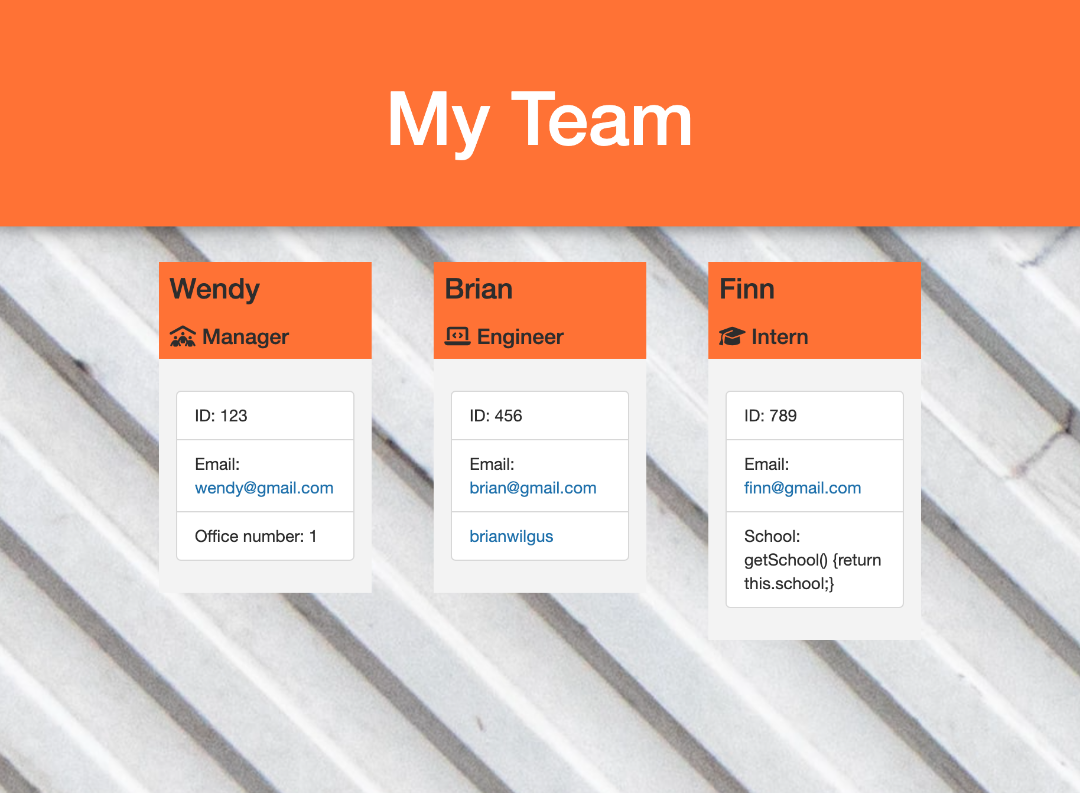 My Team
Wendy
Manager
ID: 123
Email:
wendy@gmail.com
Office number: 1
Brian
Engineer
ID: 456
Email:
brian@gmail.com
brianwilgus
Finn
Intern
ID: 789
Email:
finn@gmail.com
School:
getSchool() {return
this.school;}